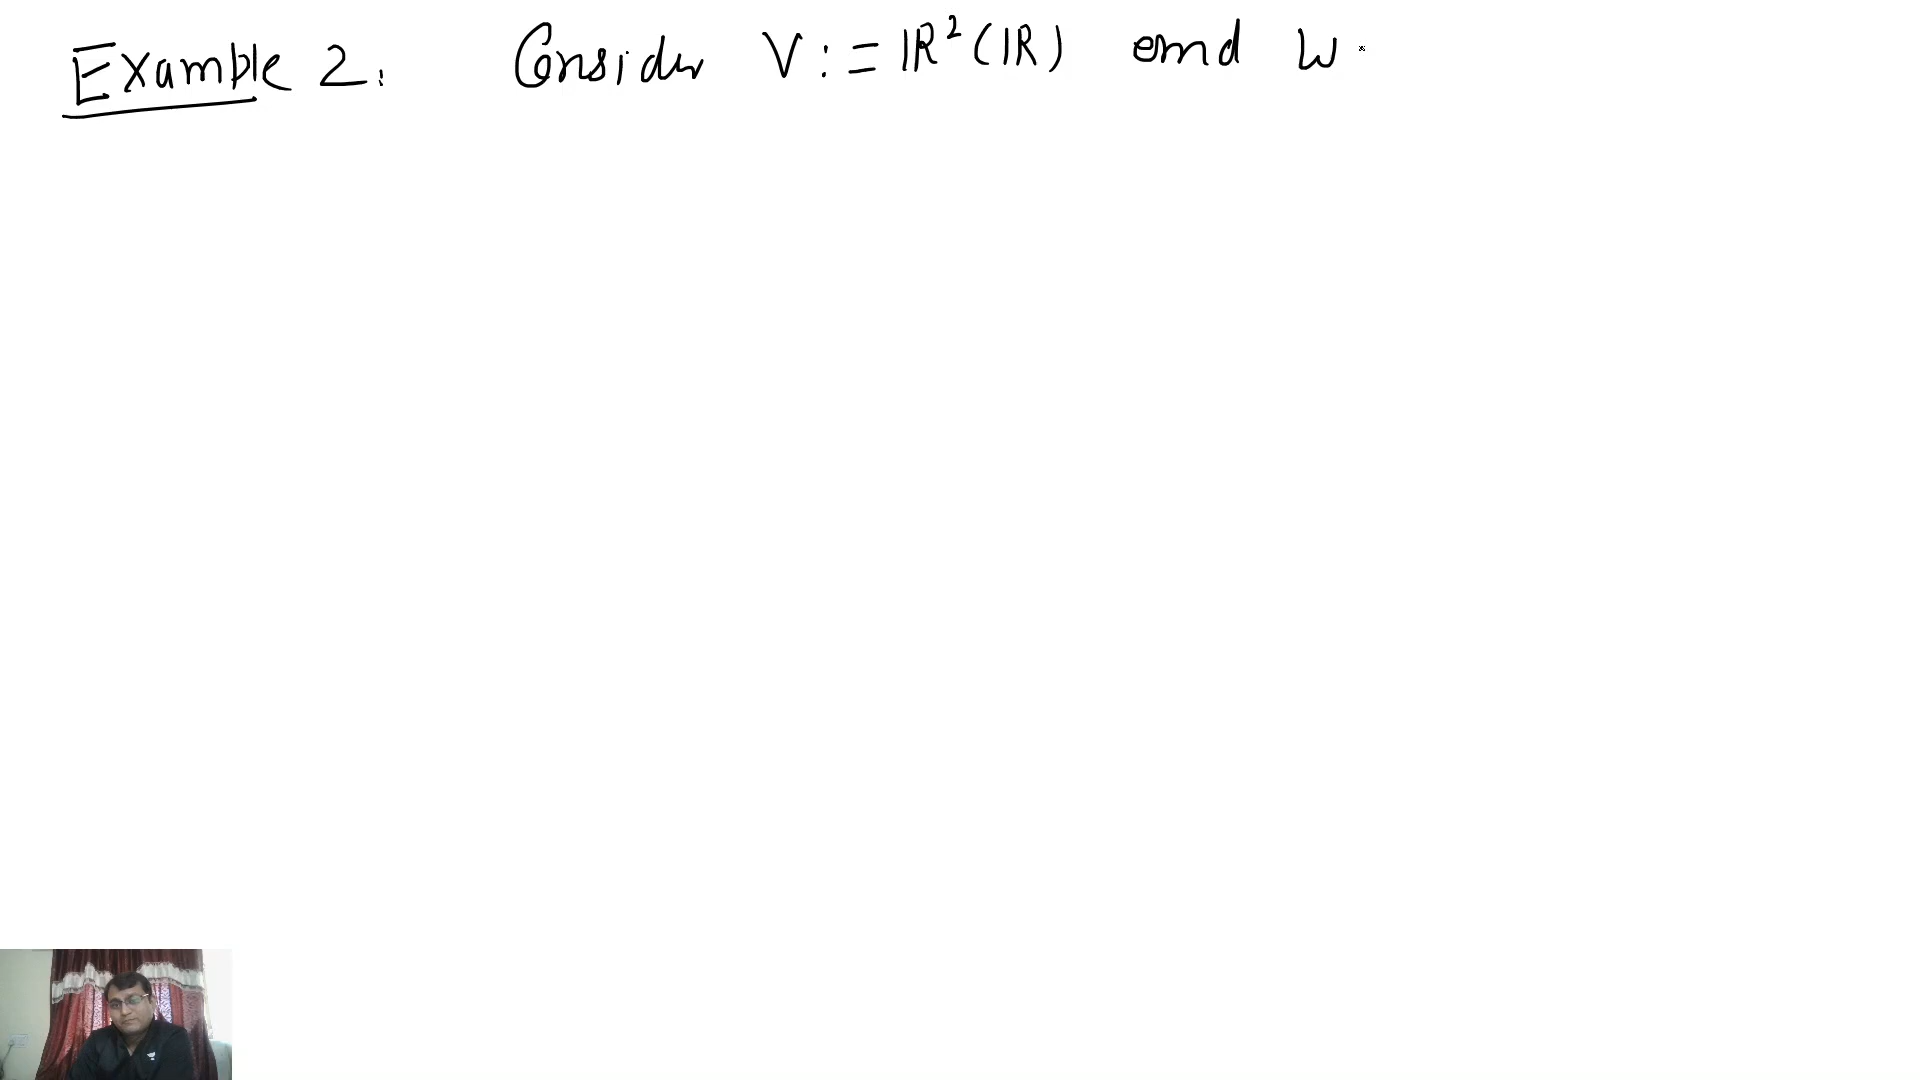 Example 2: Consider V := ℝ²(ℝ) and W